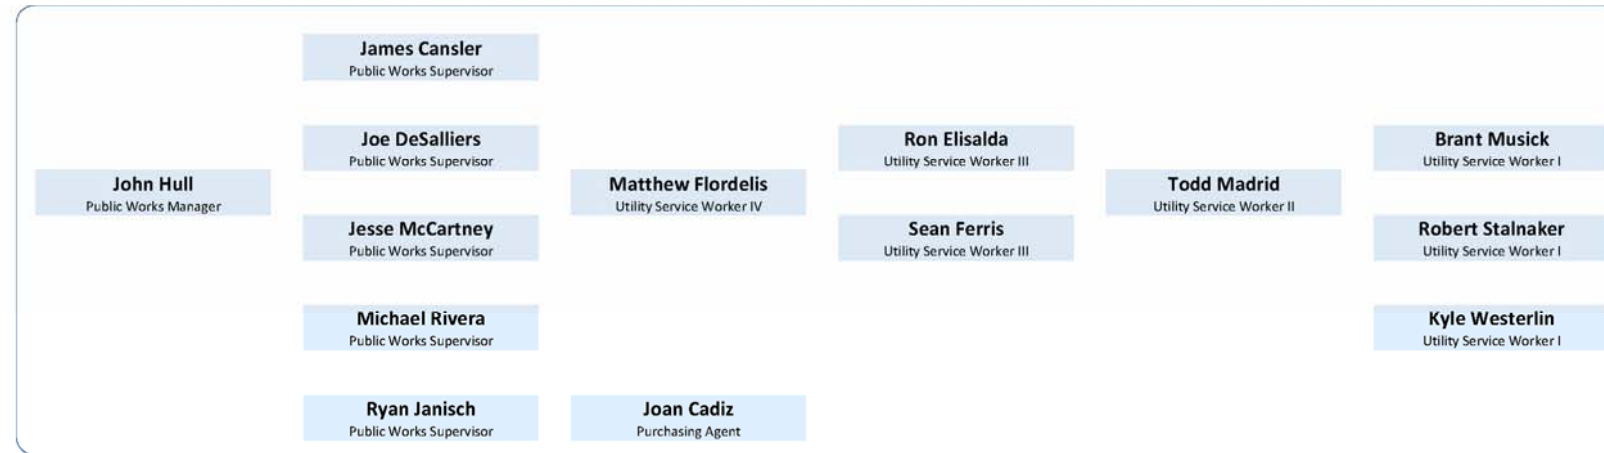 James Cansler
Public Works Supervisor
Joe DeSalliers
Public Works Supervisor
Ron Elisalda
Utility Service Worker III
Brant Musick
Utility Service Worker I
John Hull
Public Works Manager
Matthew Flordelis
Utility Service Worker IV
Todd Madrid
Utility Service Worker II
Jesse McCartney
Public Works Supervisor
Sean Ferris
Utility Service Worker III
Robert Stalnaker
Utility Service Worker I
Michael Rivera
Public Works Supervisor
Kyle Westerlin
Utility Service Worker I
Ryan Janisch
Public Works Supervisor
Joan Cadiz
Purchasing Agent